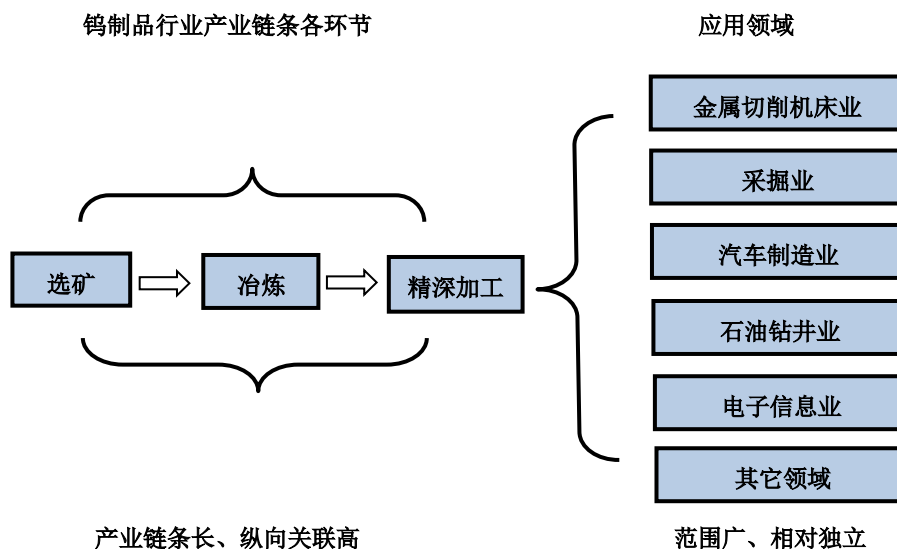 钨制品行业产业链条各环节
应用领域
金属切削机床业
采掘业
汽车制造业
选矿
冶炼
精深加工
石油钻井业
电子信息业
其它领域
产业链条长、纵向关联高
范围广、相对独立